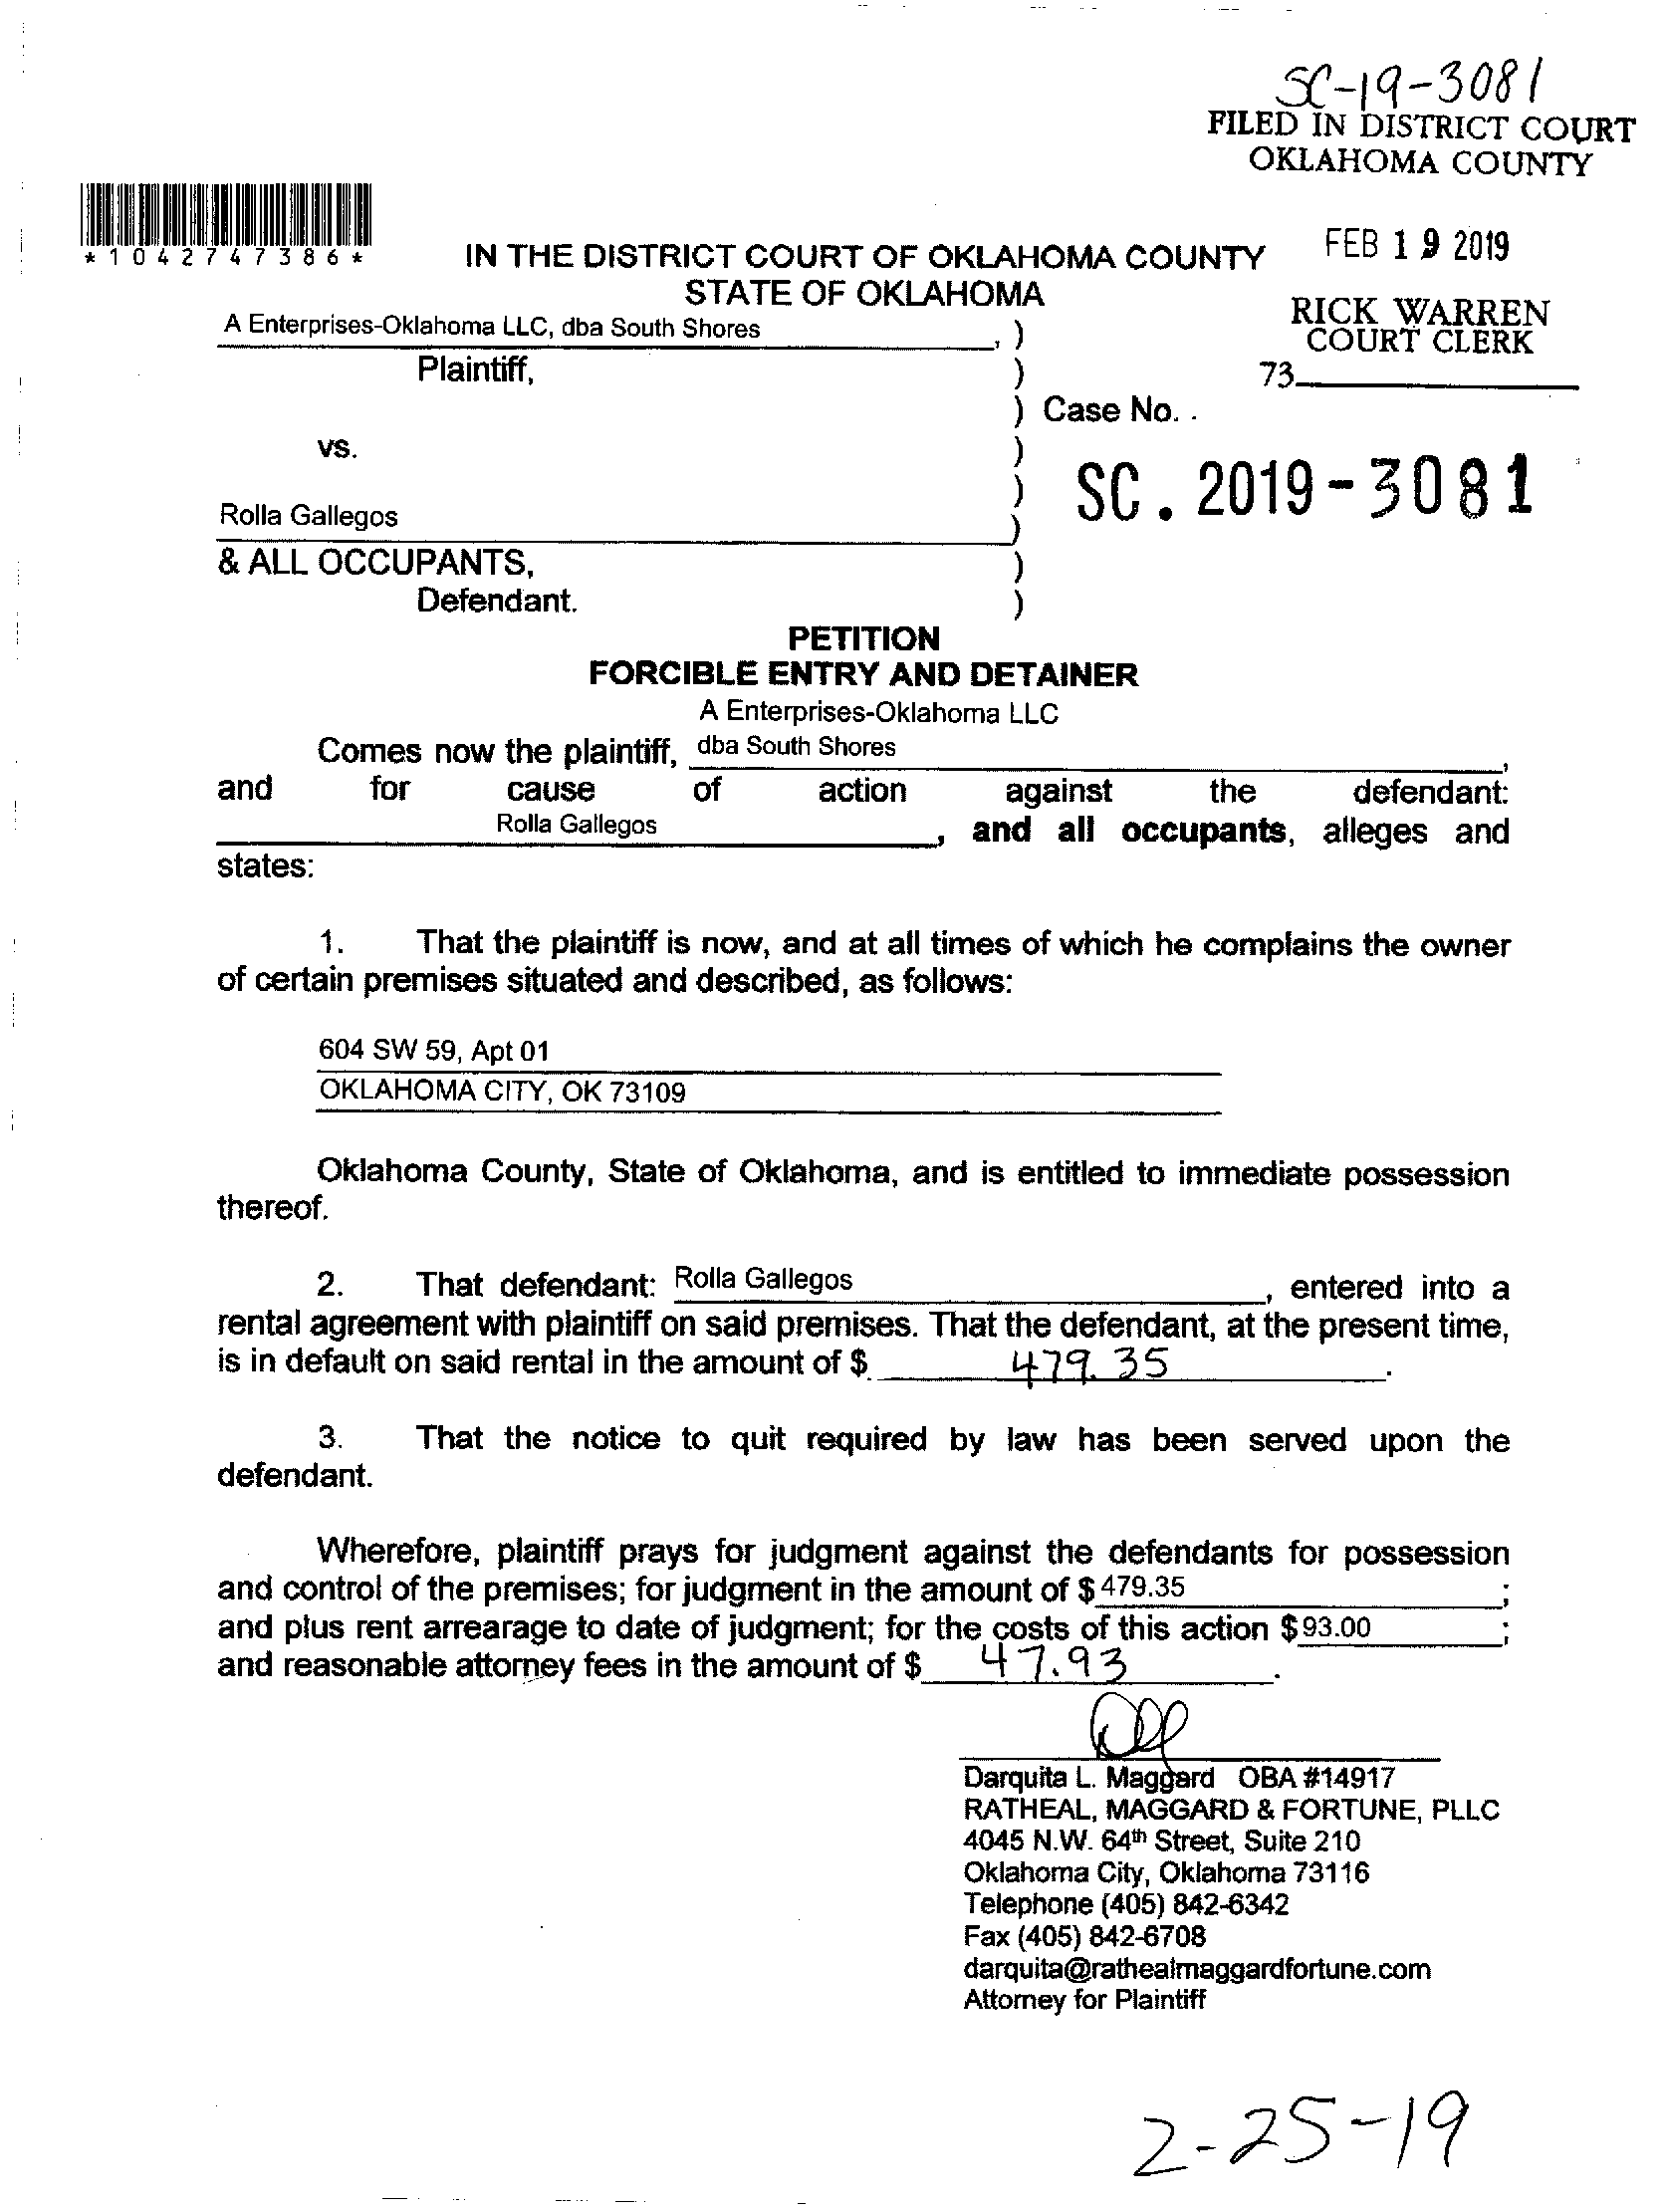 SC-19-3081
FILED IN DISTRICT COURT
OKLAHOMA COUNTY
*1042747386*
IN THE DISTRICT COURT OF OKLAHOMA COUNTY
FEB 19 2019
STATE OF OKLAHOMA
RICK WARREN
COURT CLERK
A Enterprises-Oklahoma LLC, dba South Shores, )
Plaintiff, )
73
) Case No. .
vs. )
) SC. 2019-3081
Rolla Gallegos )
& ALL OCCUPANTS, )
Defendant. )
PETITION
FORCIBLE ENTRY AND DETAINER
A Enterprises-Oklahoma LLC
Comes now the plaintiff, dba South Shores,
and for cause of action against the defendant:
Rolla Gallegos, and all occupants, alleges and
states:
1. That the plaintiff is now, and at all times of which he complains the owner
of certain premises situated and described, as follows:
604 SW 59, Apt 01
OKLAHOMA CITY, OK 73109
Oklahoma County, State of Oklahoma, and is entitled to immediate possession
thereof.
2. That defendant: Rolla Gallegos, entered into a
rental agreement with plaintiff on said premises. That the defendant, at the present time,
is in default on said rental in the amount of $ 479.35.
3. That the notice to quit required by law has been served upon the
defendant.
Wherefore, plaintiff prays for judgment against the defendants for possession
and control of the premises; for judgment in the amount of $479.35;
and plus rent arrearage to date of judgment; for the costs of this action $93.00;
and reasonable attorney fees in the amount of $ 47.93.
Darquita L. Maggard OBA #14917
RATHEAL, MAGGARD & FORTUNE, PLLC
4045 N.W. 64th Street, Suite 210
Oklahoma City, Oklahoma 73116
Telephone (405) 842-6342
Fax (405) 842-6708
darquita@rathealmaggardfortune.com
Attorney for Plaintiff
2-25-19